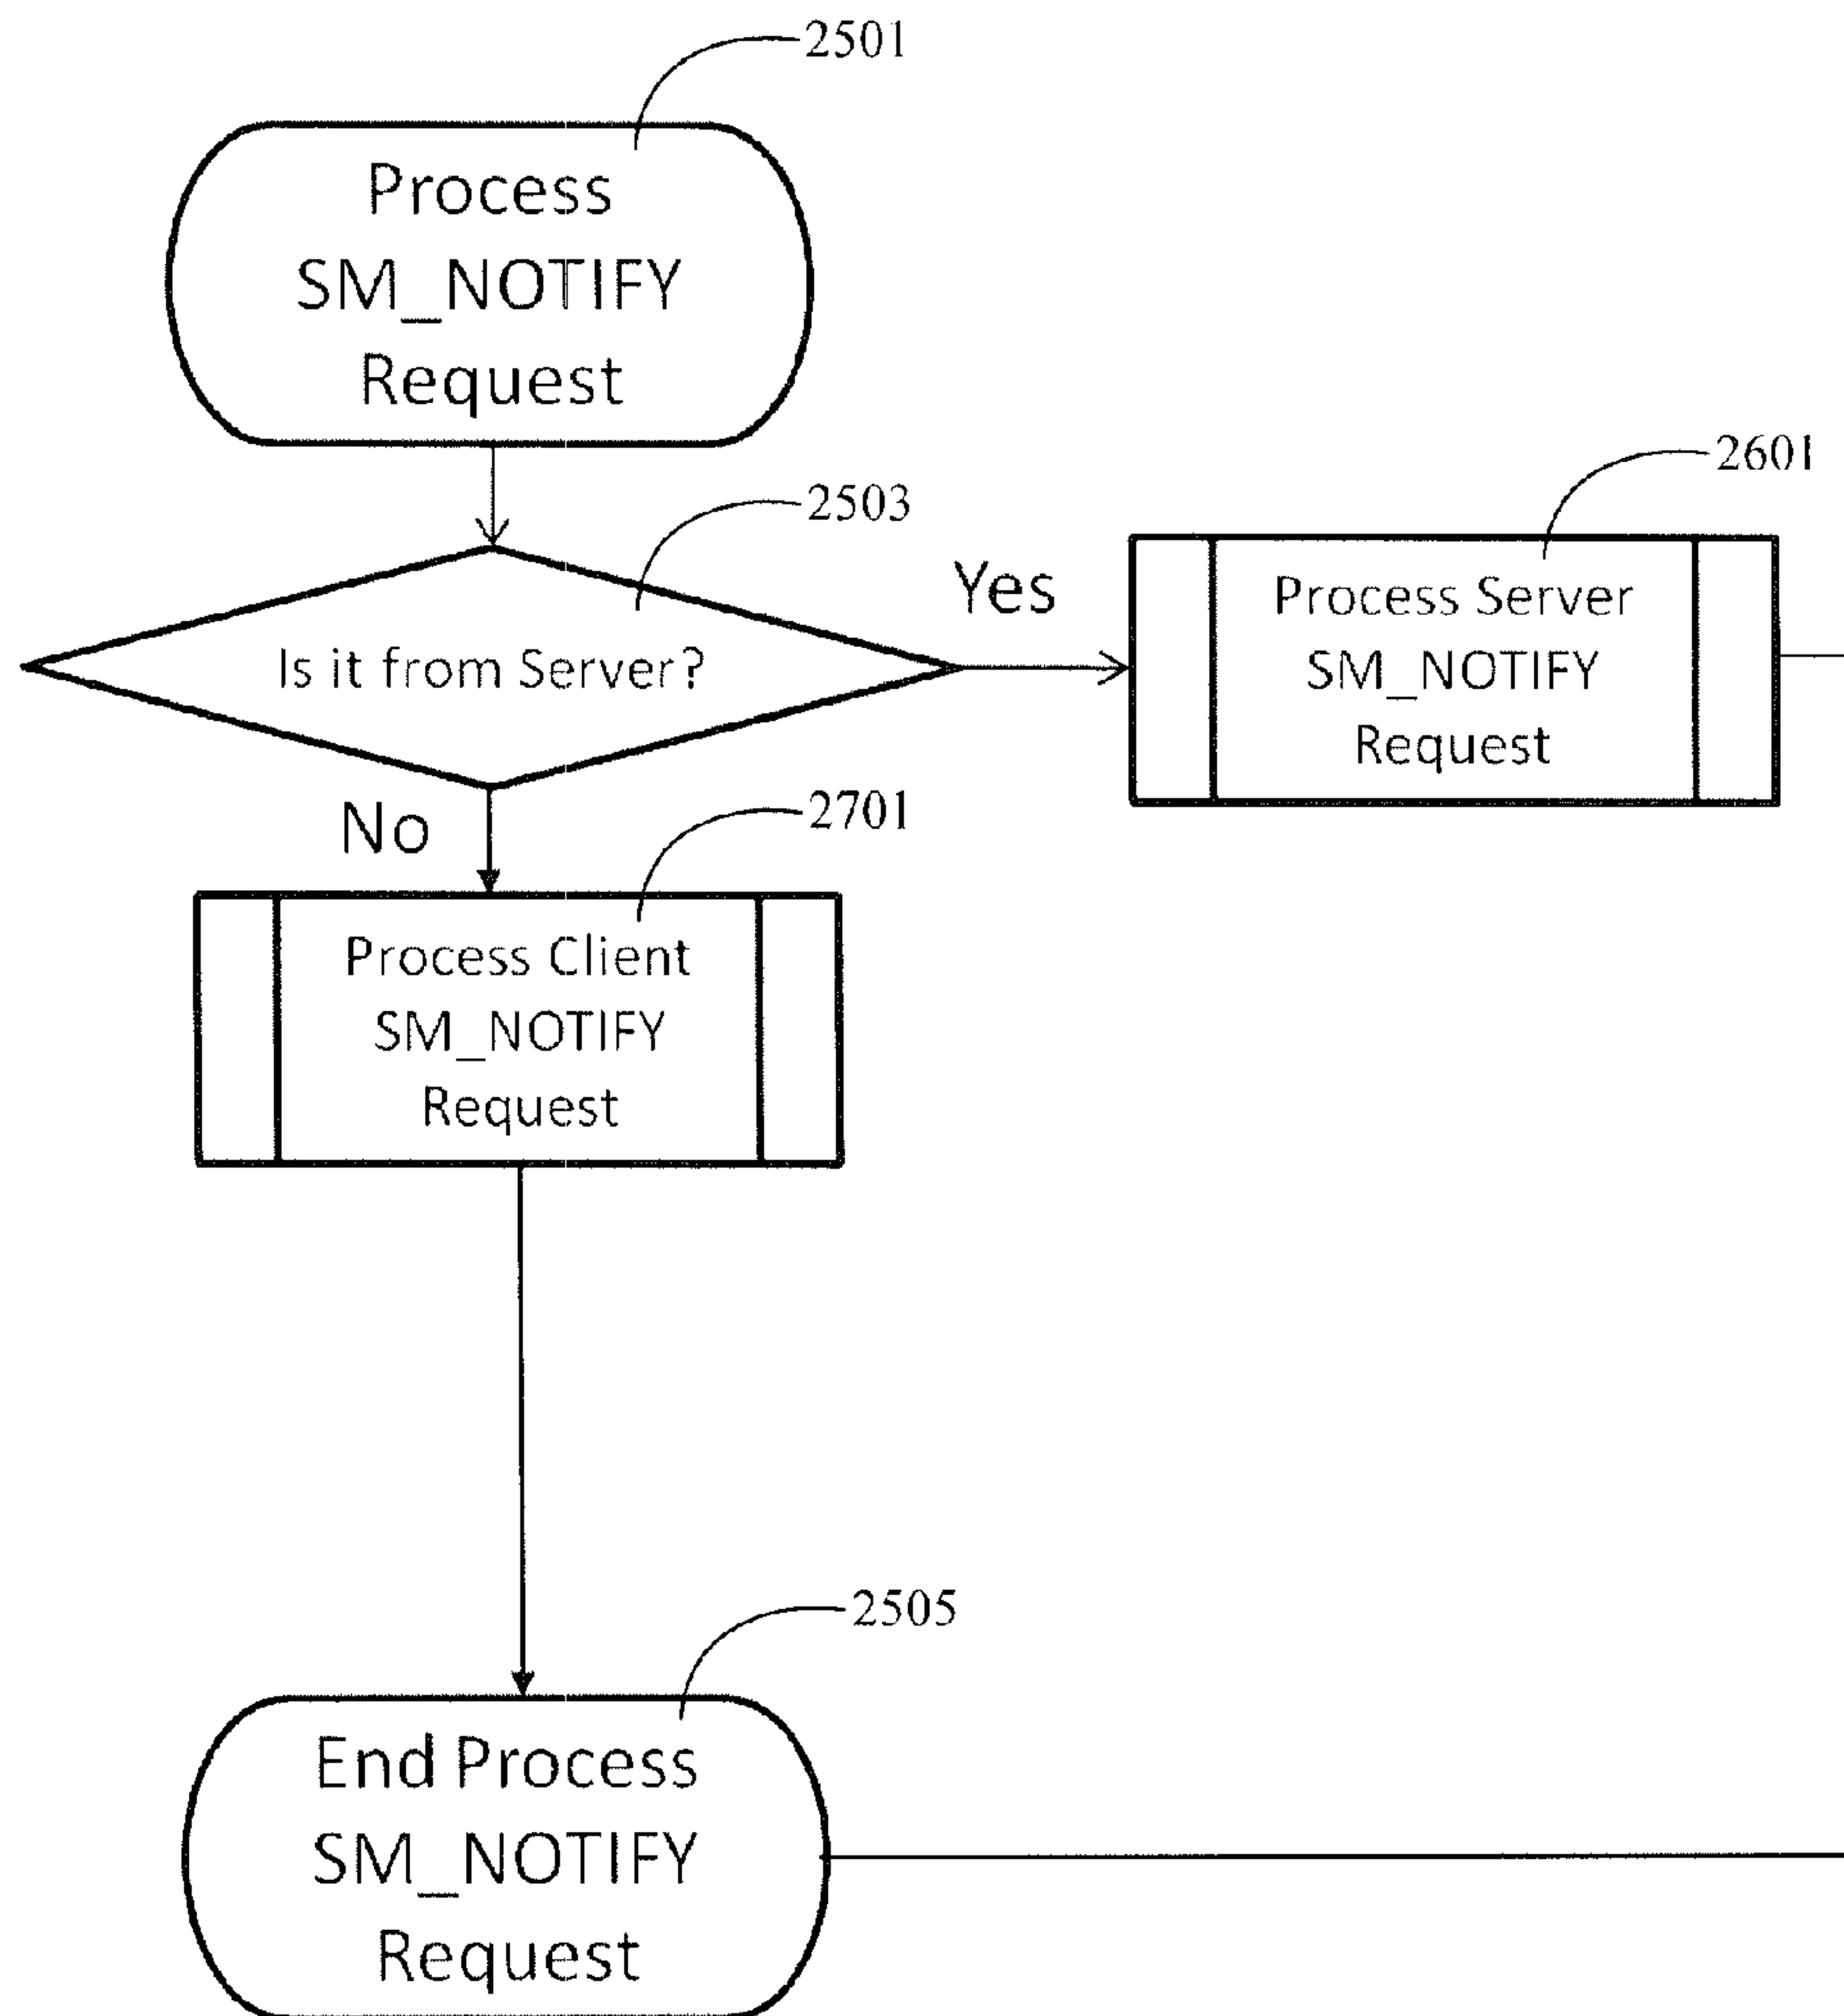 2501
Process
SM_NOTIFY
Request
2503
Is it from Server?
Yes
2601
Process Server
SM_NOTIFY
Request
No
2701
Process Client
SM_NOTIFY
Request
2505
End Process
SM_NOTIFY
Request